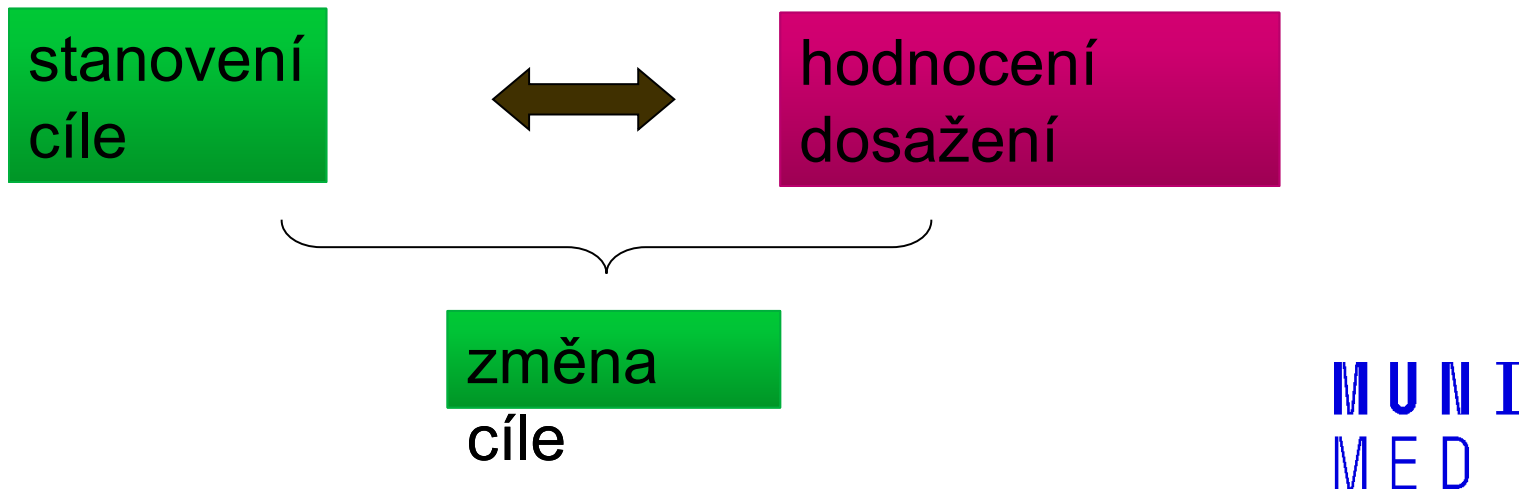 stanovení
cíle
hodnocení
dosažení
změna
cíle
MUNI
MED